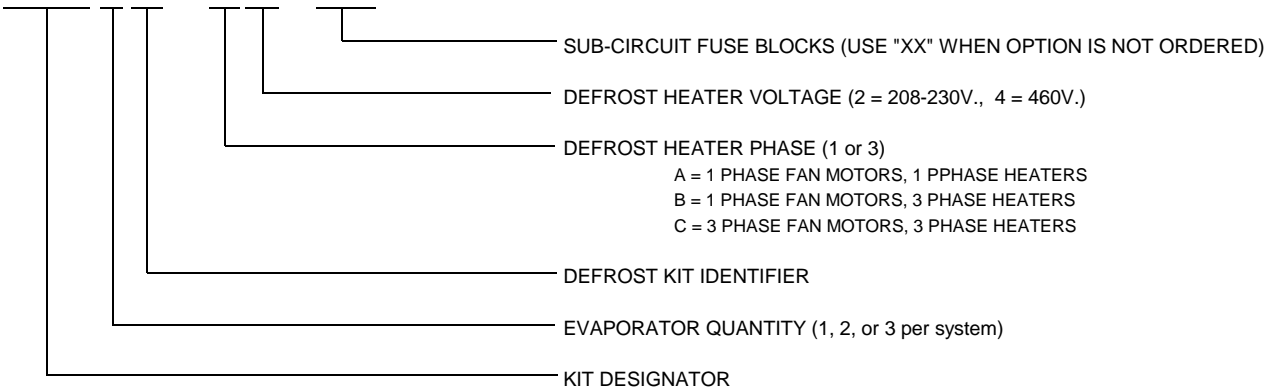 SUB-CIRCUIT FUSE BLOCKS (USE "XX" WHEN OPTION IS NOT ORDERED)
DEFROST HEATER VOLTAGE (2 = 208-230V., 4 = 460V.)
DEFROST HEATER PHASE (1 or 3)
A = 1 PHASE FAN MOTORS, 1 PPHASE HEATERS
B = 1 PHASE FAN MOTORS, 3 PHASE HEATERS
C = 3 PHASE FAN MOTORS, 3 PHASE HEATERS
DEFROST KIT IDENTIFIER
EVAPORATOR QUANTITY (1, 2, or 3 per system)
KIT DESIGNATOR